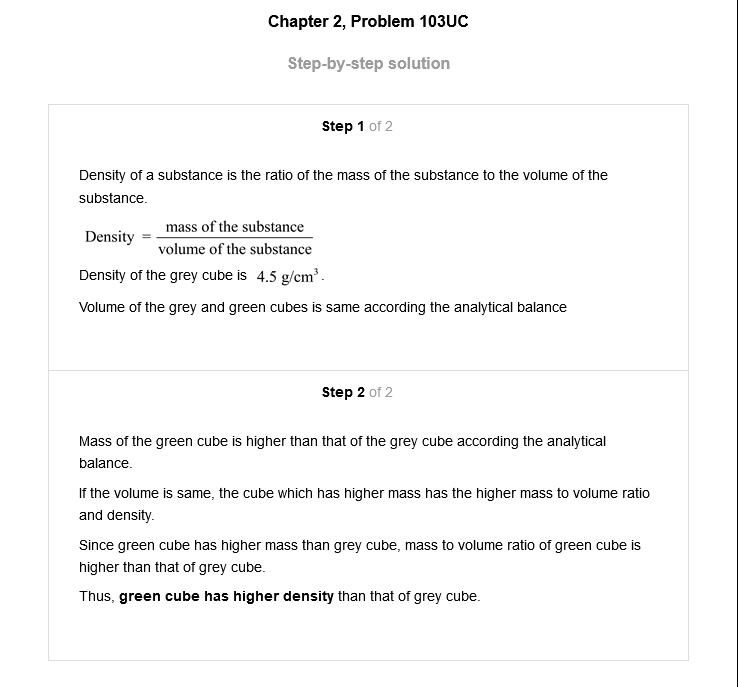 Chapter 2, Problem 103UC
Step-by-step solution
Step 1 of 2
Density of a substance is the ratio of the mass of the substance to the volume of the
substance.
Density = mass of the substance
volume of the substance
Density of the grey cube is 4.5 g/cm³.
Volume of the grey and green cubes is same according the analytical balance
Step 2 of 2
Mass of the green cube is higher than that of the grey cube according the analytical
balance.
If the volume is same, the cube which has higher mass has the higher mass to volume ratio
and density.
Since green cube has higher mass than grey cube, mass to volume ratio of green cube is
higher than that of grey cube.
Thus, green cube has higher density than that of grey cube.